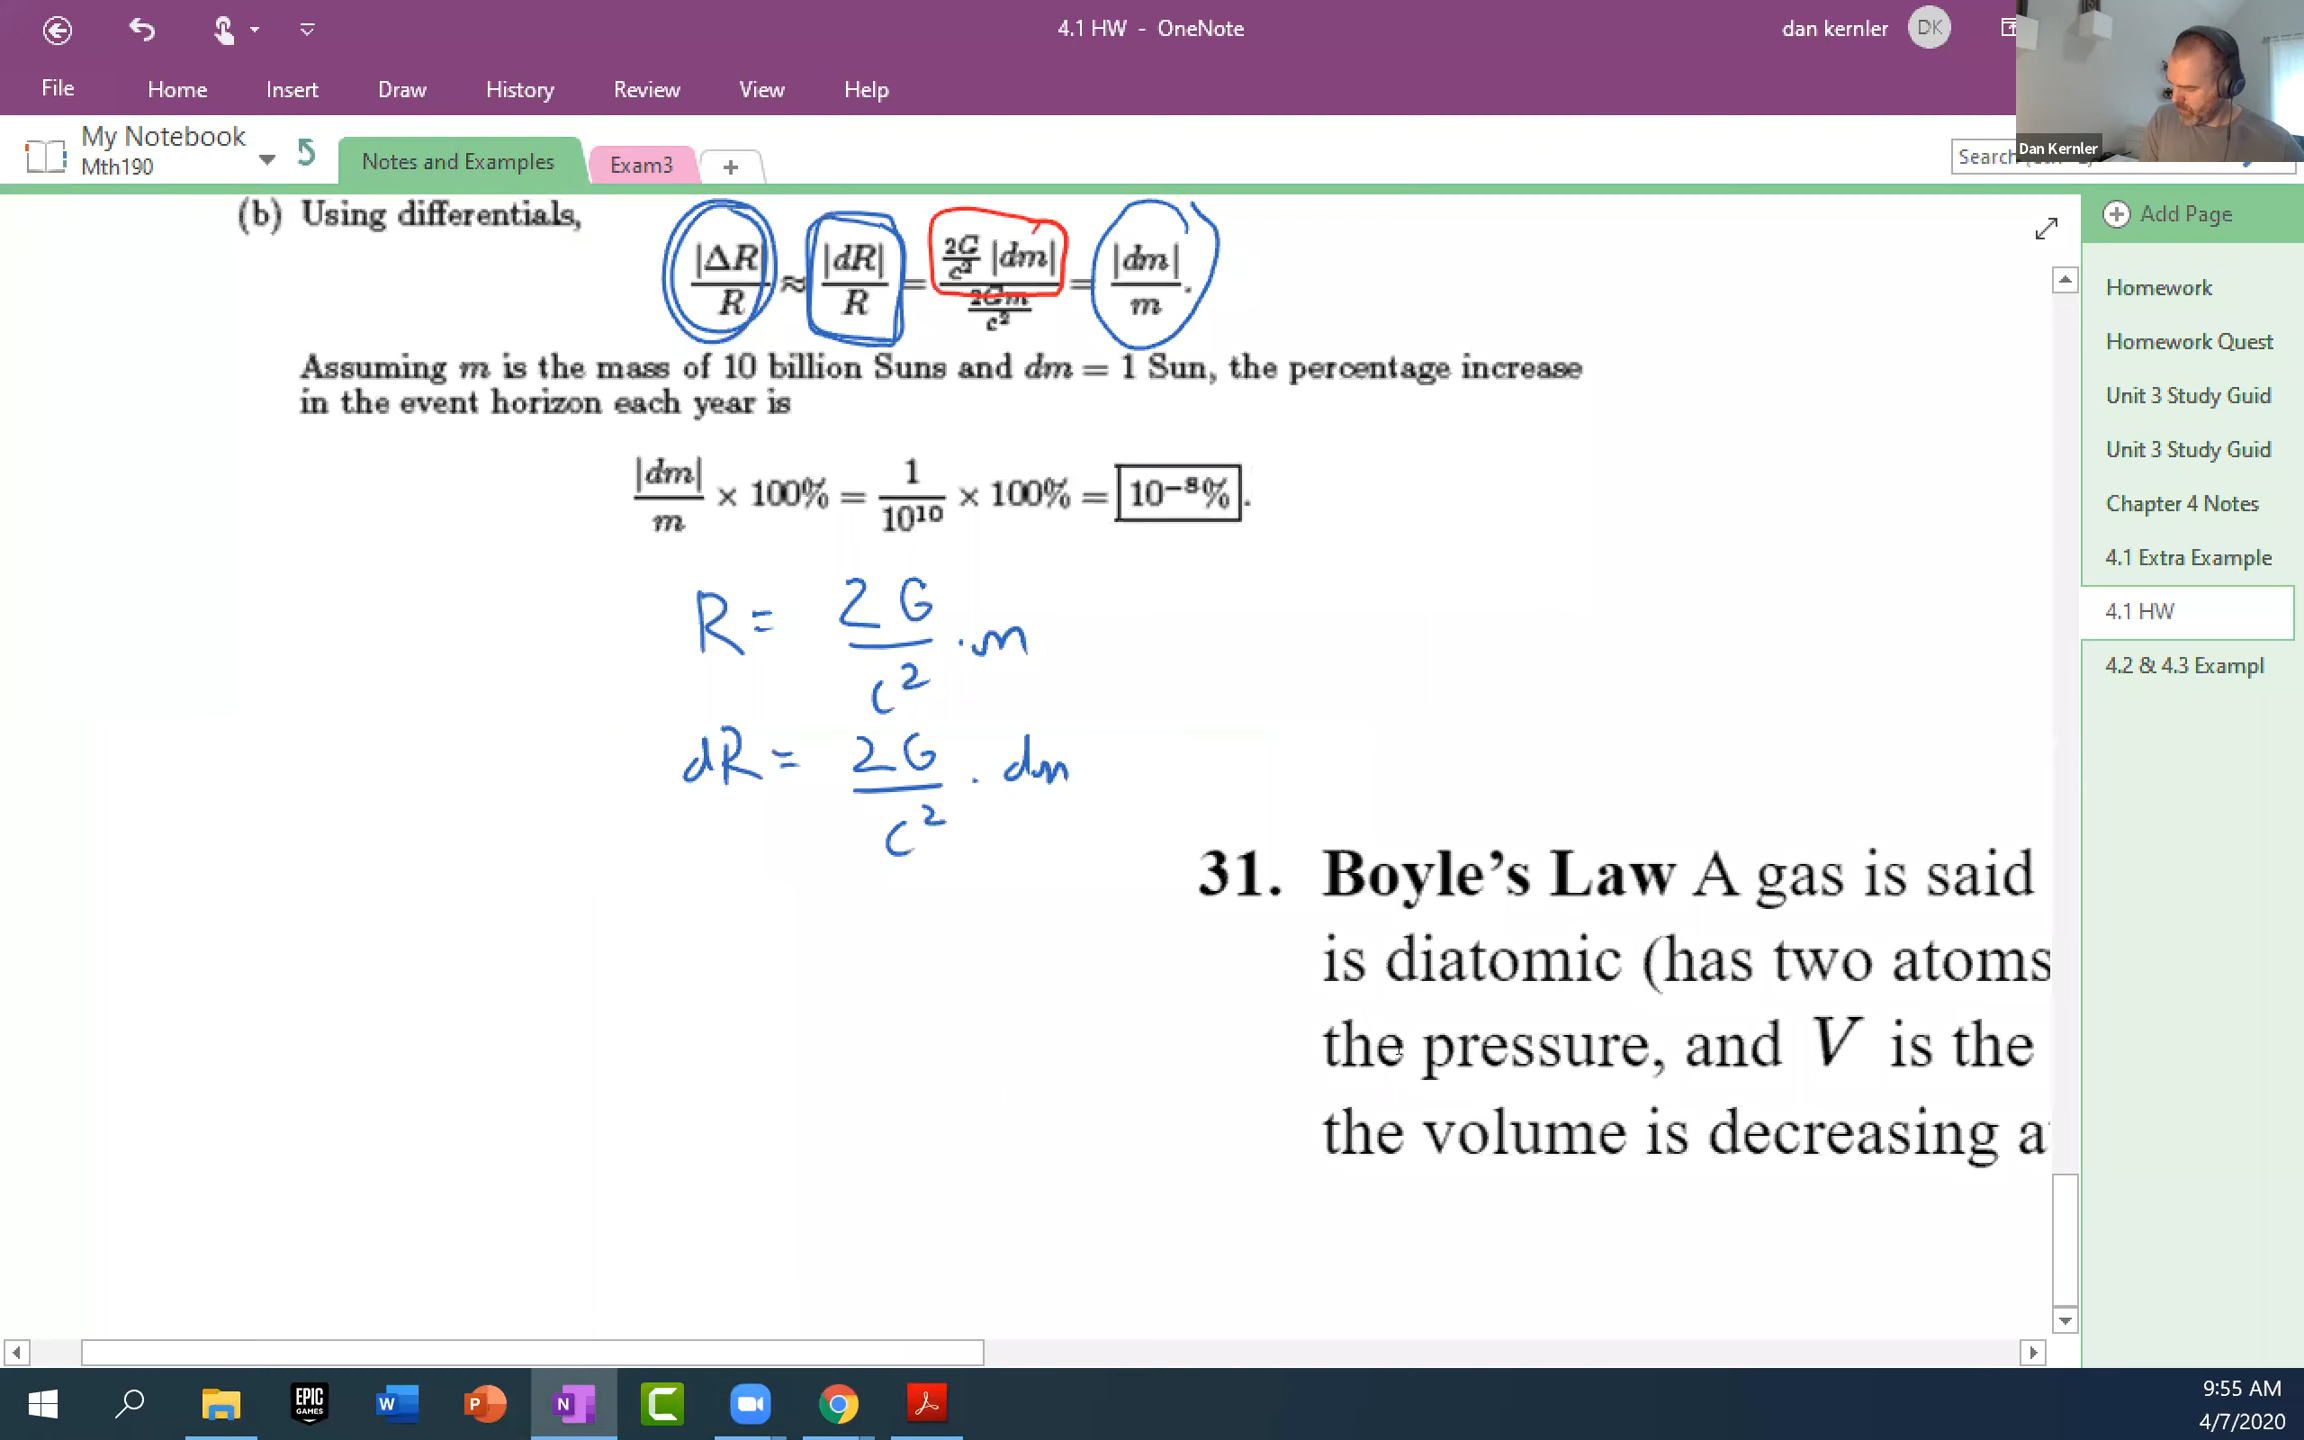 4.1 HW - OneNote
dan kernler DK
File Home Insert Draw History Review View Help
Dan Kernler
My Notebook
Mth190
Notes and Examples
Exam3
+
Search
Add Page
Homework
Homework Quest
Unit 3 Study Guid
Unit 3 Study Guid
Chapter 4 Notes
4.1 Extra Example
4.1 HW
4.2 & 4.3 Exampl
(b) Using differentials,
|ΔR|/R ≈ |dR|/R = (2G/c² |dm|)/(2Gm/c²) = |dm|/m.
Assuming m is the mass of 10 billion Suns and dm = 1 Sun, the percentage increase
in the event horizon each year is
|dm|/m × 100% = 1/10¹⁰ × 100% = 10⁻⁸%.
R = 2G/c² · m
dR = 2G/c² · dm
31. Boyle's Law A gas is said
is diatomic (has two atoms
the pressure, and V is the
the volume is decreasing a
EPIC
GAMES
W
P
N
C
9:55 AM
4/7/2020